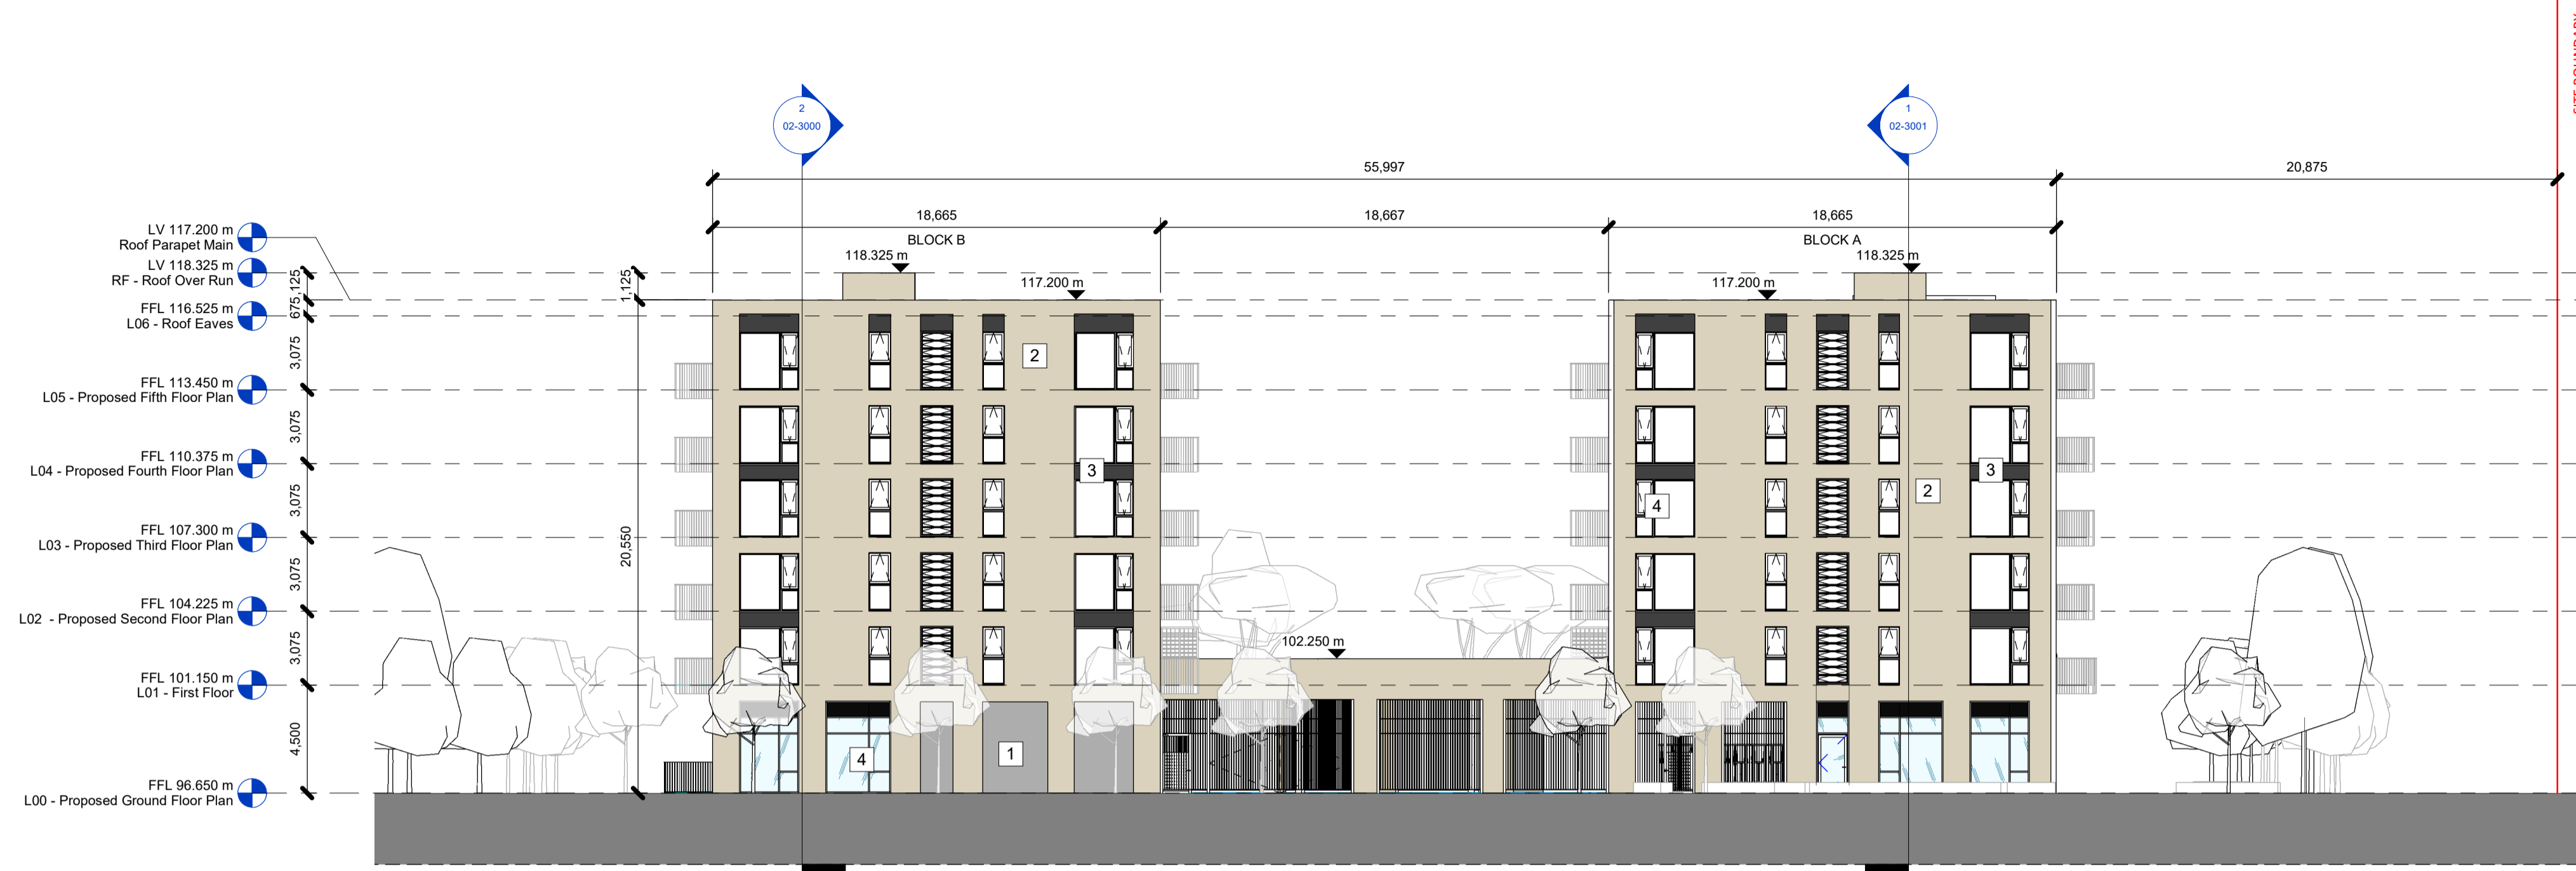 SITE BOUNDARY
2
02-3000
1
02-3001
55,997
20,875
18,665
18,667
18,665
BLOCK B
BLOCK A
LV 117.200 m
Roof Parapet Main
118.325 m
118.325 m
LV 118.325 m
RF - Roof Over Run
1,125
1,125
117.200 m
117.200 m
675
FFL 116.525 m
L06 - Roof Eaves
3,075
2
FFL 113.450 m
L05 - Proposed Fifth Floor Plan
3,075
FFL 110.375 m
L04 - Proposed Fourth Floor Plan
3
3
2
4
3,075
FFL 107.300 m
L03 - Proposed Third Floor Plan
20,550
3,075
FFL 104.225 m
L02 - Proposed Second Floor Plan
3,075
102.250 m
FFL 101.150 m
L01 - First Floor
4,500
4
1
FFL 96.650 m
L00 - Proposed Ground Floor Plan